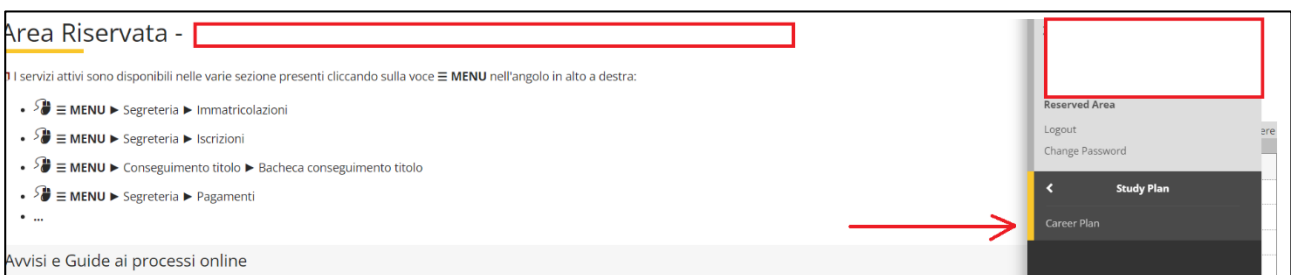 Area Riservata -
I servizi attivi sono disponibili nelle varie sezione presenti cliccando sulla voce ☰ MENU nell'angolo in alto a destra:
• ☰ MENU ► Segreteria ► Immatricolazioni
• ☰ MENU ► Segreteria ► Iscrizioni
• ☰ MENU ► Conseguimento titolo ► Bacheca conseguimento titolo
• ☰ MENU ► Segreteria ► Pagamenti
• ...
Avvisi e Guide ai processi online
Reserved Area
Logout
Change Password
Study Plan
Career Plan
ere